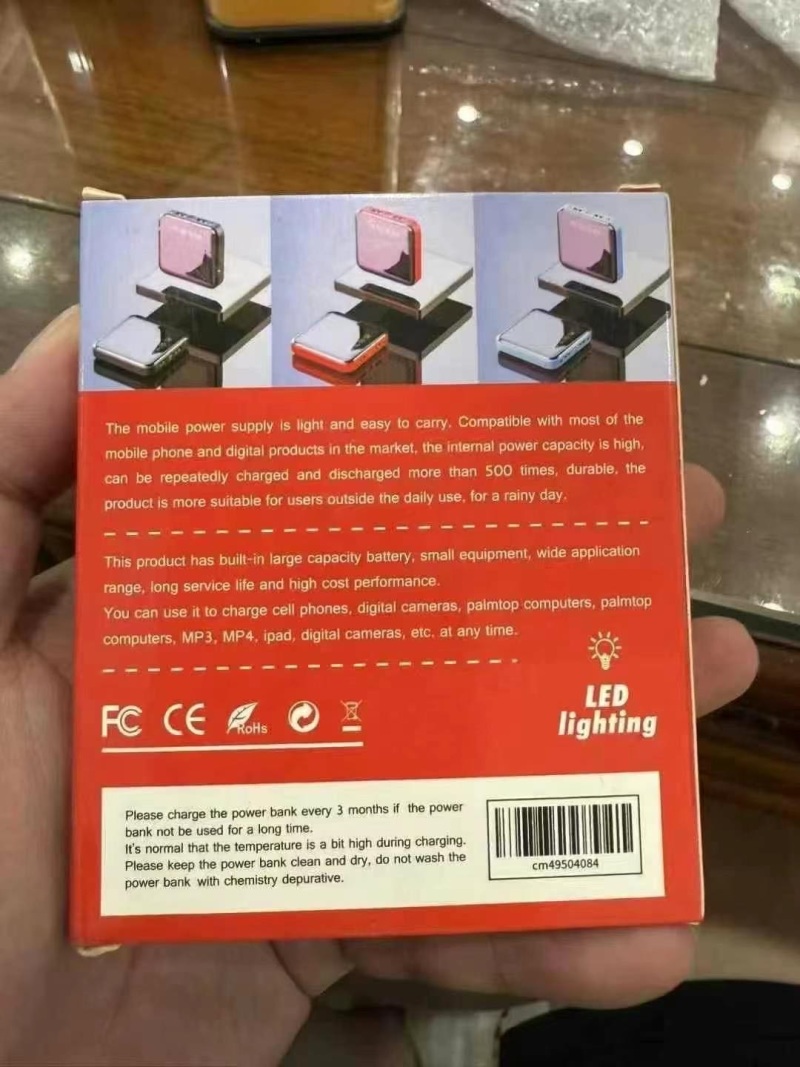 The mobile power supply is light and easy to carry. Compatible with most of the
mobile phone and digital products in the market, the internal power capacity is high,
can be repeatedly charged and discharged more than 500 times, durable, the
product is more suitable for users outside the daily use, for a rainy day.
This product has built-in large capacity battery, small equipment, wide application
range, long service life and high cost performance.
You can use it to charge cell phones, digital cameras, palmtop computers, palmtop
computers, MP3, MP4, ipad, digital cameras, etc. at any time.
FC CE RoHs
LED
lighting
Please charge the power bank every 3 months if the power
bank not be used for a long time.
It's normal that the temperature is a bit high during charging.
Please keep the power bank clean and dry, do not wash the
power bank with chemistry depurative.
cm49504084